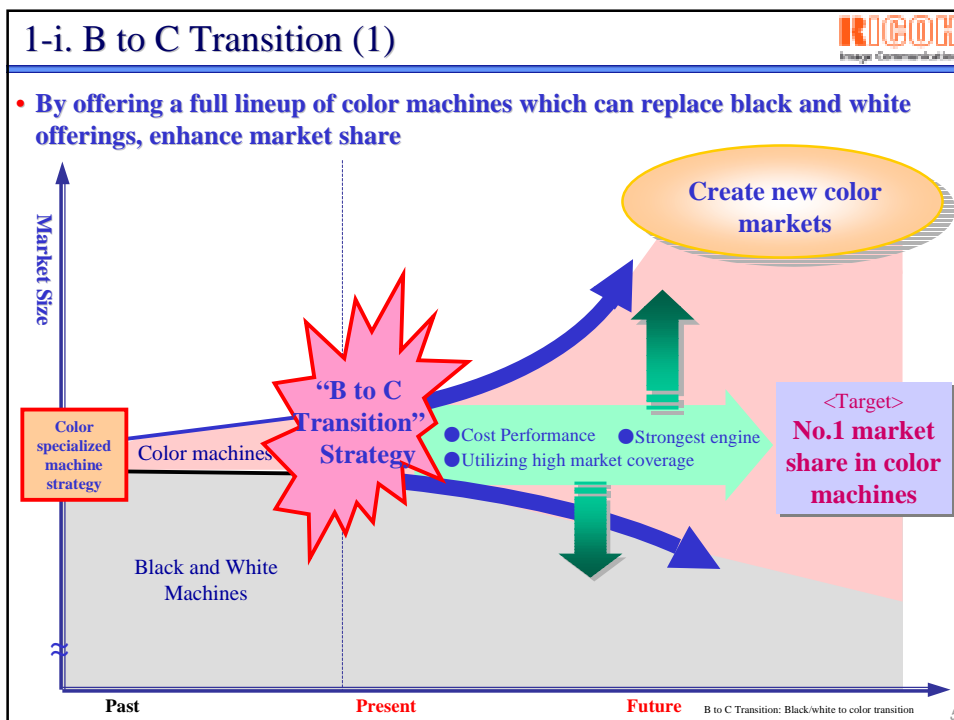 1-i. B to C Transition (1)
RICOH
Image Communication
• By offering a full lineup of color machines which can replace black and white
offerings, enhance market share
Create new color
markets
Market Size
“B to C
Transition”
Strategy
<Target>
No.1 market
share in color
machines
Color
specialized
machine
strategy
Color machines
●Cost Performance ●Strongest engine
●Utilizing high market coverage
Black and White
Machines
≈
Past Present Future
B to C Transition: Black/white to color transition